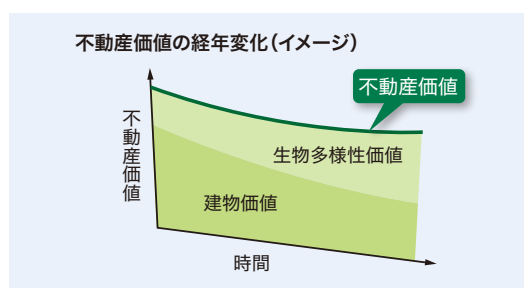 不動産価値の経年変化（イメージ）
不動産価値
不動産価値
生物多様性価値
建物価値
時間